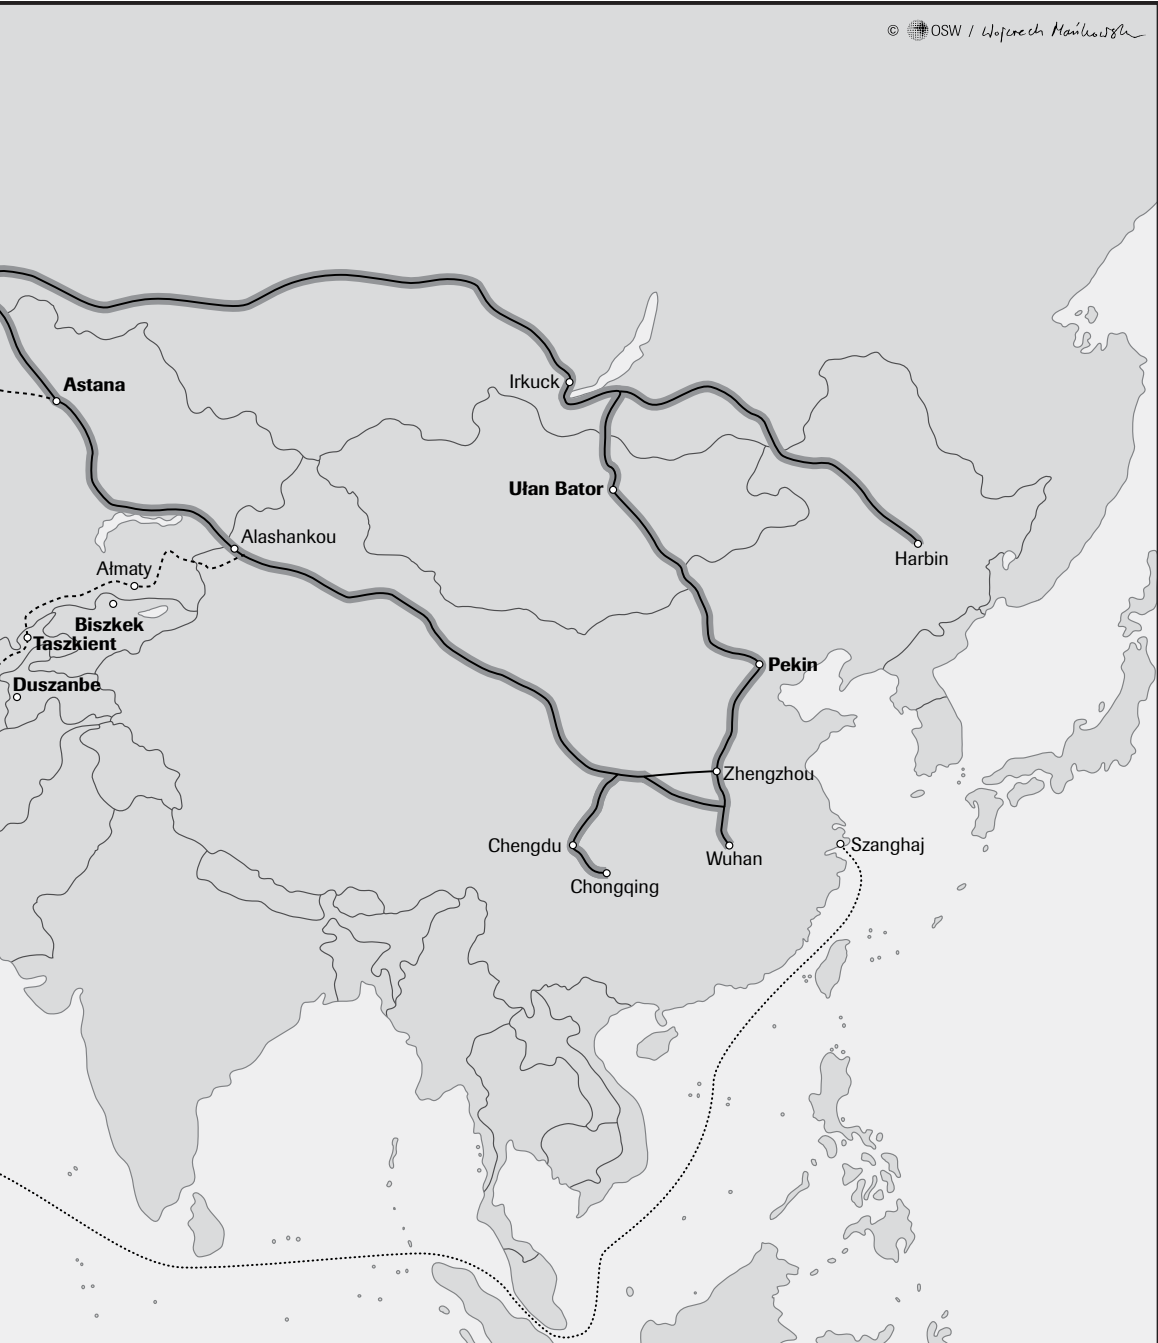 © OSW / Wojciech Mańkowski
Astana
Irkuck
Ułan Bator
Alashankou
Harbin
Ałmaty
Biszkek
Taszkient
Pekin
Duszanbe
Zhengzhou
Chengdu
Wuhan
Szanghaj
Chongqing